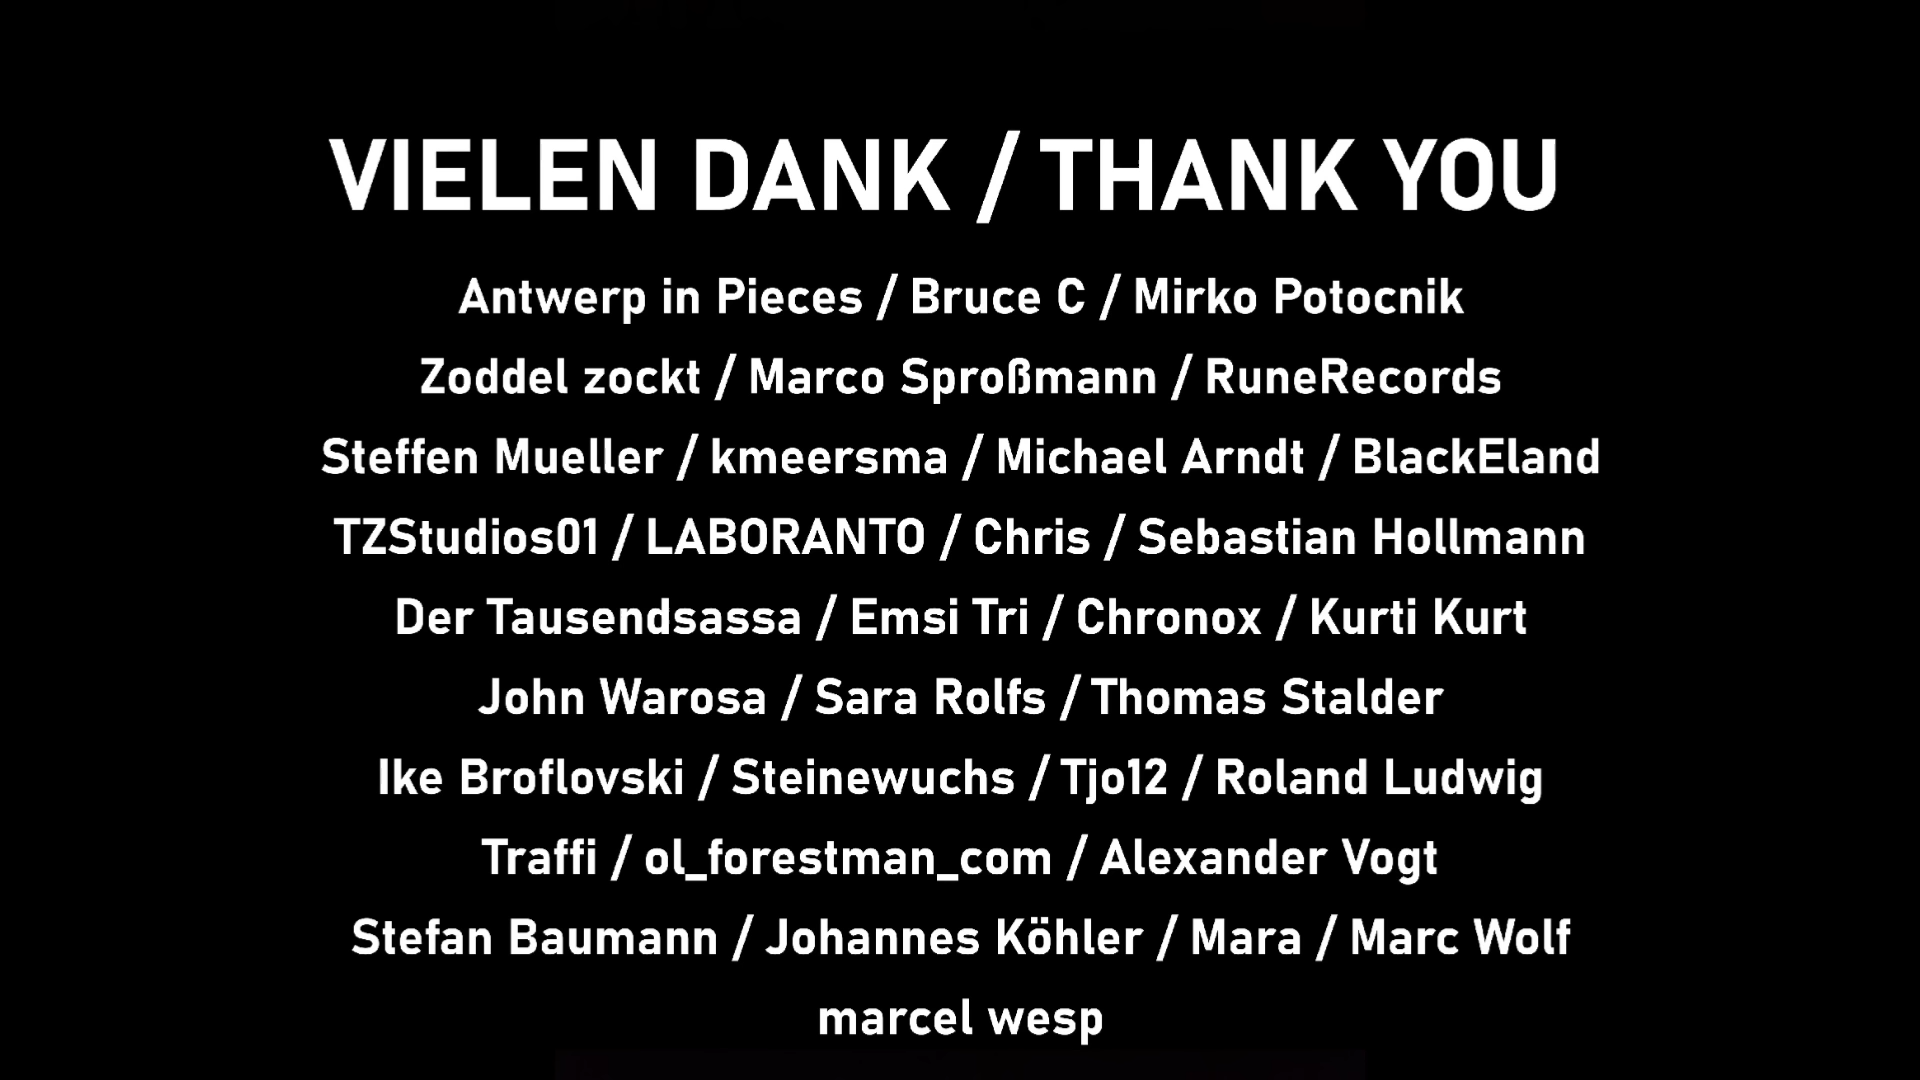 VIELEN DANK / THANK YOU
Antwerp in Pieces / Bruce C / Mirko Potocnik
Zoddel zockt / Marco Sproßmann / RuneRecords
Steffen Mueller / kmeersma / Michael Arndt / BlackEland
TZStudios01 / LABORANTO / Chris / Sebastian Hollmann
Der Tausendsassa / Emsi Tri / Chronox / Kurti Kurt
John Warosa / Sara Rolfs / Thomas Stalder
Ike Broflovski / Steinewuchs / Tjo12 / Roland Ludwig
Traffi / ol_forestman_com / Alexander Vogt
Stefan Baumann / Johannes Köhler / Mara / Marc Wolf
marcel wesp